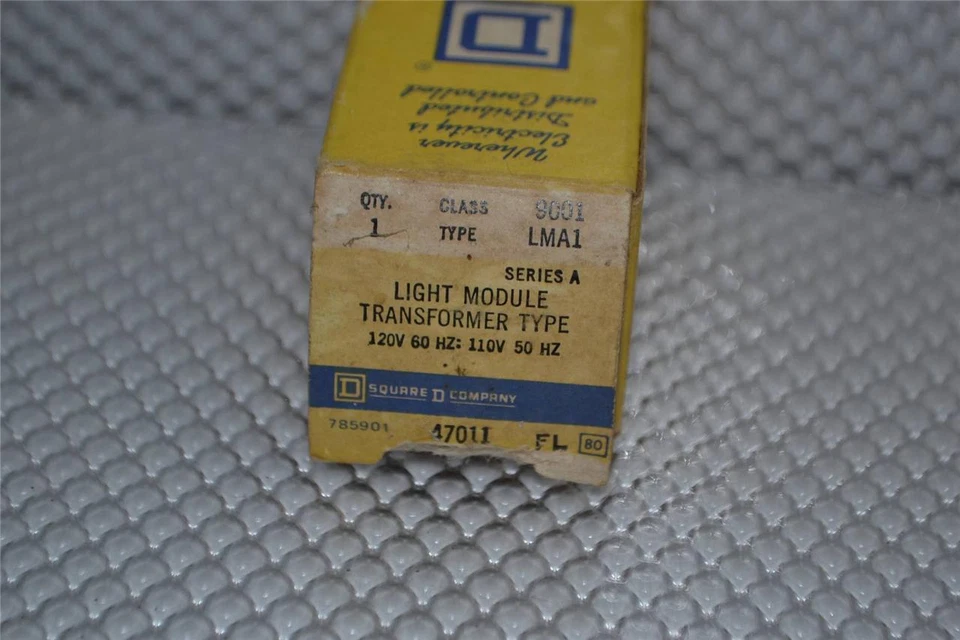 D
®
Wherever
Electricity is
Distributed
and Controlled
QTY. CLASS 9001
1 TYPE LMA1
SERIES A
LIGHT MODULE
TRANSFORMER TYPE
120V 60 HZ: 110V 50 HZ
D SQUARE D COMPANY
785901 47011 FL 80